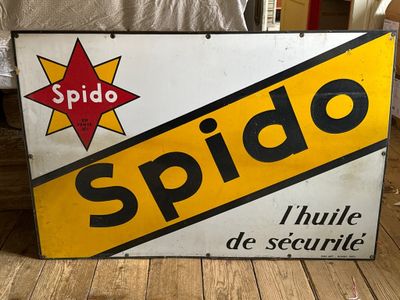 Spido
Spido
l'huile
de sécurité